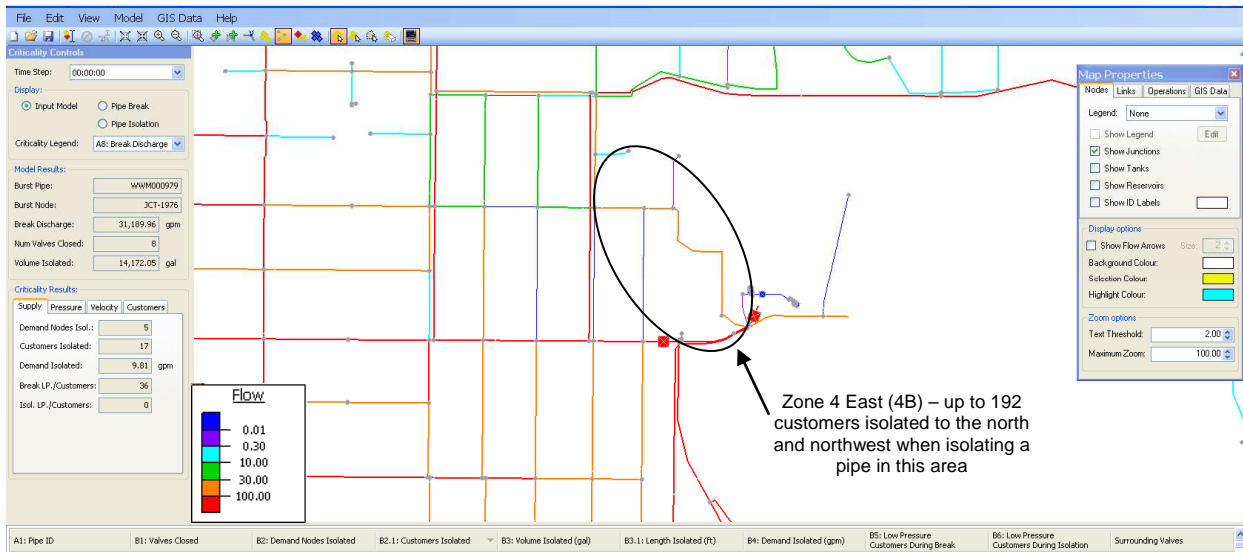 File Edit View Model GIS Data Help
Criticality Controls
Time Step: 00:00:00
Display:
Input Model
Pipe Break
Pipe Isolation
Criticality Legend: A8: Break Discharge
Model Results:
Burst Pipe: WWM000979
Burst Node: JCT-1976
Break Discharge: 31,189.96 gpm
Num Valves Closed: 8
Volume Isolated: 14,172.05 gal
Criticality Results:
Supply Pressure Velocity Customers
Demand Nodes Isol.: 5
Customers Isolated: 17
Demand Isolated: 9.81 gpm
Break LP./Customers: 36
Isol. LP./Customers: 0
Flow
0.01
0.30
10.00
30.00
100.00
Zone 4 East (4B) – up to 192
customers isolated to the north
and northwest when isolating a
pipe in this area
Map Properties
Nodes Links Operations GIS Data
Legend: None
Show Legend Edit
Show Junctions
Show Tanks
Show Reservoirs
Show ID Labels
Display options
Show Flow Arrows Size: 2
Background Colour:
Selection Colour:
Highlight Colour:
Zoom options
Text Threshold: 2.00
Maximum Zoom: 100.00
A1: Pipe ID
B1: Valves Closed
B2: Demand Nodes Isolated
B2.1: Customers Isolated
B3: Volume Isolated (gal)
B3.1: Length Isolated (ft)
B4: Demand Isolated (gpm)
B5: Low Pressure
Customers During Break
B6: Low Pressure
Customers During Isolation
Surrounding Valves